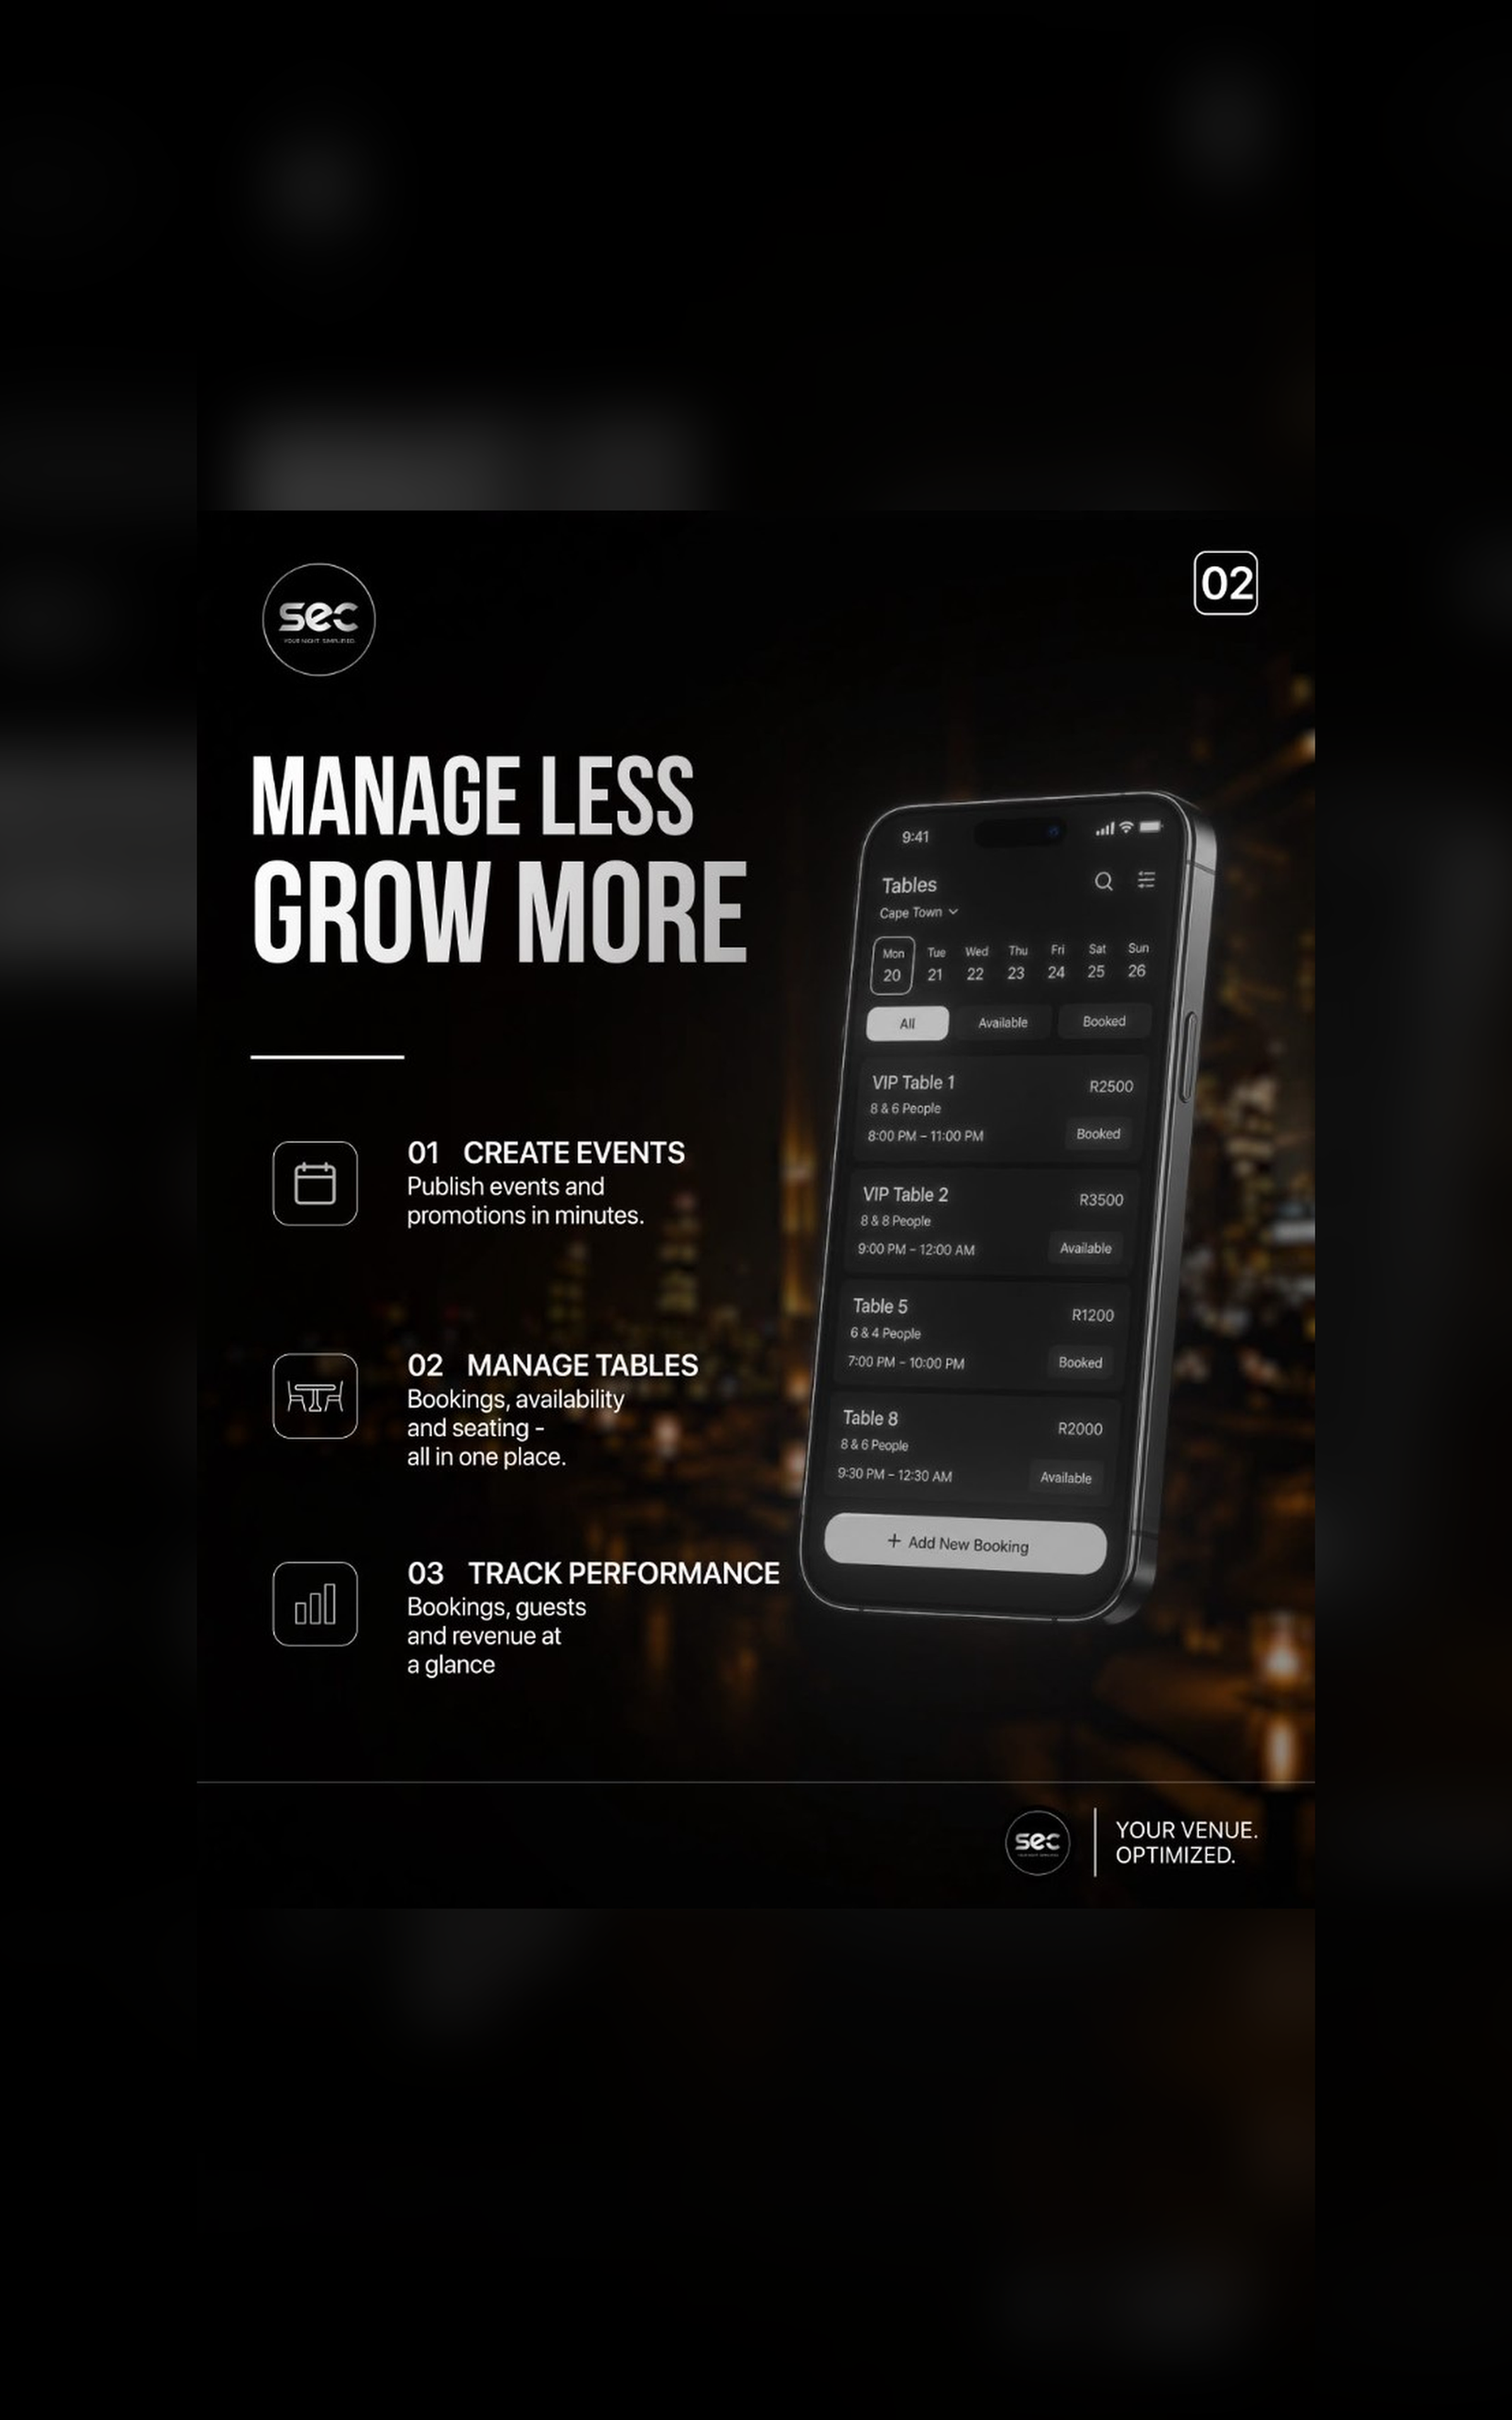 sec
YOUR NIGHT. SIMPLIFIED.
02
MANAGE LESS
GROW MORE
01 CREATE EVENTS
Publish events and
promotions in minutes.
02 MANAGE TABLES
Bookings, availability
and seating -
all in one place.
03 TRACK PERFORMANCE
Bookings, guests
and revenue at
a glance
9:41
Tables
Cape Town
Mon Tue Wed Thu Fri Sat Sun
20 21 22 23 24 25 26
All Available Booked
VIP Table 1 R2500
8 & 6 People
8:00 PM – 11:00 PM Booked
VIP Table 2 R3500
8 & 8 People
9:00 PM – 12:00 AM Available
Table 5 R1200
6 & 4 People
7:00 PM – 10:00 PM Booked
Table 8 R2000
8 & 6 People
9:30 PM – 12:30 AM Available
+ Add New Booking
sec
YOUR VENUE.
OPTIMIZED.